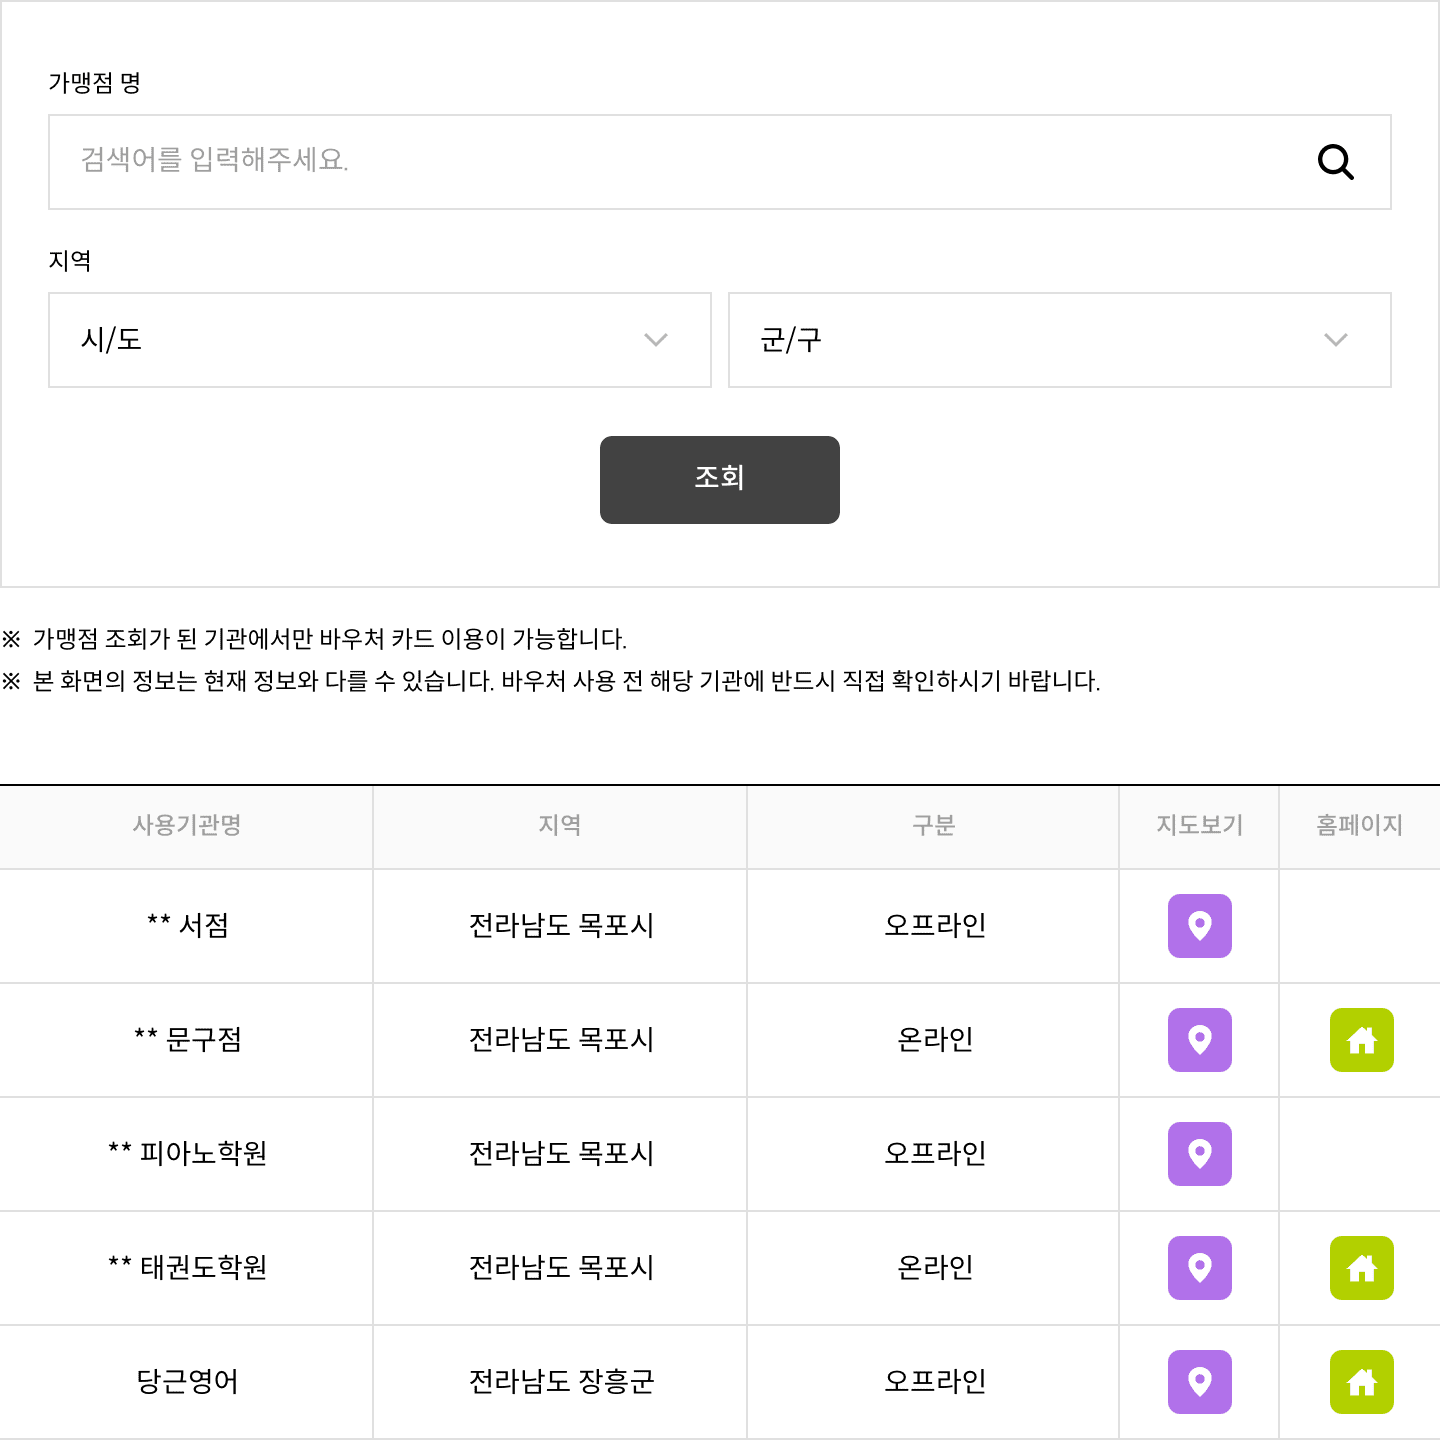 가맹점 명
검색어를 입력해주세요.
지역
시/도 군/구
조회
※ 가맹점 조회가 된 기관에서만 바우처 카드 이용이 가능합니다.
※ 본 화면의 정보는 현재 정보와 다를 수 있습니다. 바우처 사용 전 해당 기관에 반드시 직접 확인하시기 바랍니다.
사용기관명 지역 구분 지도보기 홈페이지
** 서점 전라남도 목포시 오프라인
** 문구점 전라남도 목포시 온라인
** 피아노학원 전라남도 목포시 오프라인
** 태권도학원 전라남도 목포시 온라인
당근영어 전라남도 장흥군 오프라인